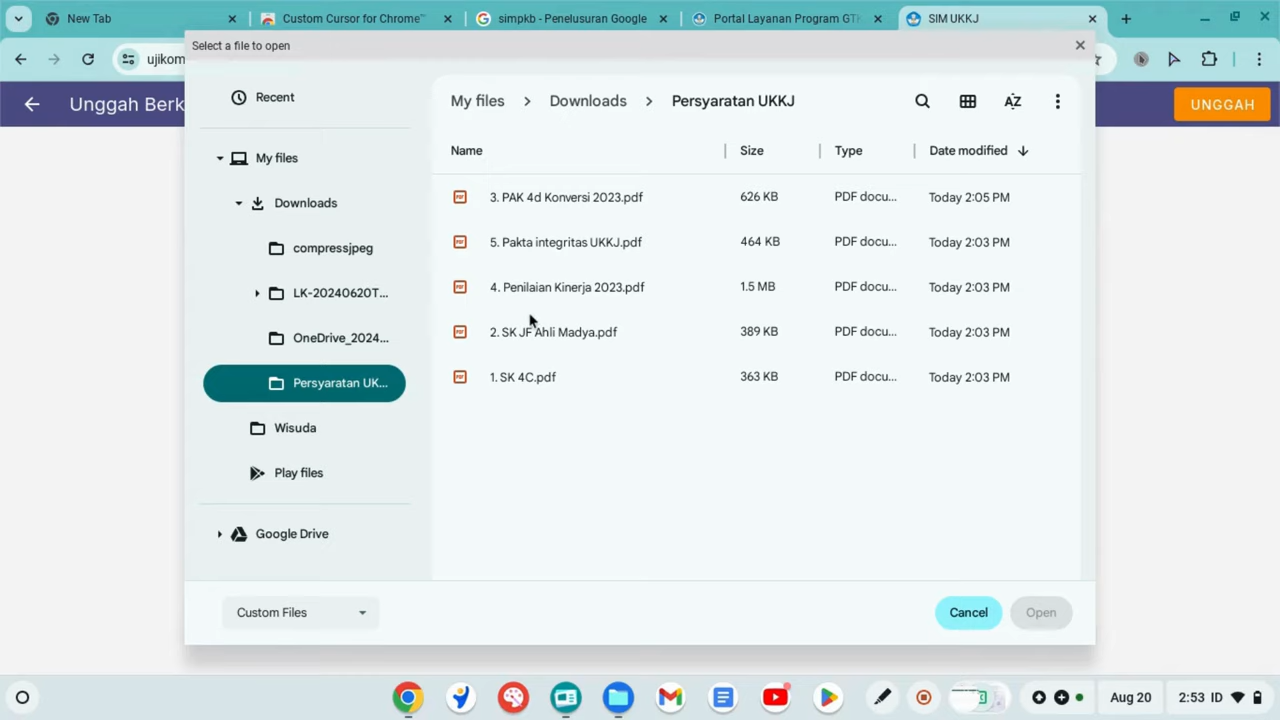 New Tab
Custom Cursor for Chrome™
simpkb - Penelusuran Google
Portal Layanan Program GTK
SIM UKKJ
ujikom
Select a file to open
Unggah Berk
UNGGAH
Recent
My files
Downloads
compressjpeg
LK-20240620T...
OneDrive_2024...
Persyaratan UK...
Wisuda
Play files
Google Drive
My files > Downloads > Persyaratan UKKJ
AZ
Name Size Type Date modified
3. PAK 4d Konversi 2023.pdf 626 KB PDF docu... Today 2:05 PM
5. Pakta integritas UKKJ.pdf 464 KB PDF docu... Today 2:03 PM
4. Penilaian Kinerja 2023.pdf 1.5 MB PDF docu... Today 2:03 PM
2. SK JF Ahli Madya.pdf 389 KB PDF docu... Today 2:03 PM
1. SK 4C.pdf 363 KB PDF docu... Today 2:03 PM
Custom Files
Cancel
Open
Aug 20
2:53 ID